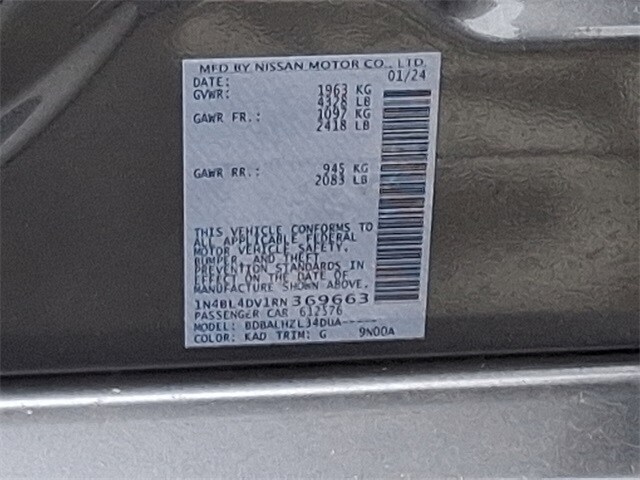 MFD BY NISSAN MOTOR CO., LTD.
DATE: 01/24
GVWR: 1963 KG
4328 LB
GAWR FR.: 1097 KG
2418 LB
GAWR RR.: 945 KG
2083 LB
THIS VEHICLE CONFORMS TO
ALL APPLICABLE FEDERAL
MOTOR VEHICLE SAFETY,
BUMPER, AND THEFT
PREVENTION STANDARDS IN
EFFECT ON THE DATE OF
MANUFACTURE SHOWN ABOVE.
1N4BL4DV1RN369663
PASSENGER CAR 612576
MODEL: BDBALHZL34DUA-----
COLOR: KAD TRIM: G 9N00A